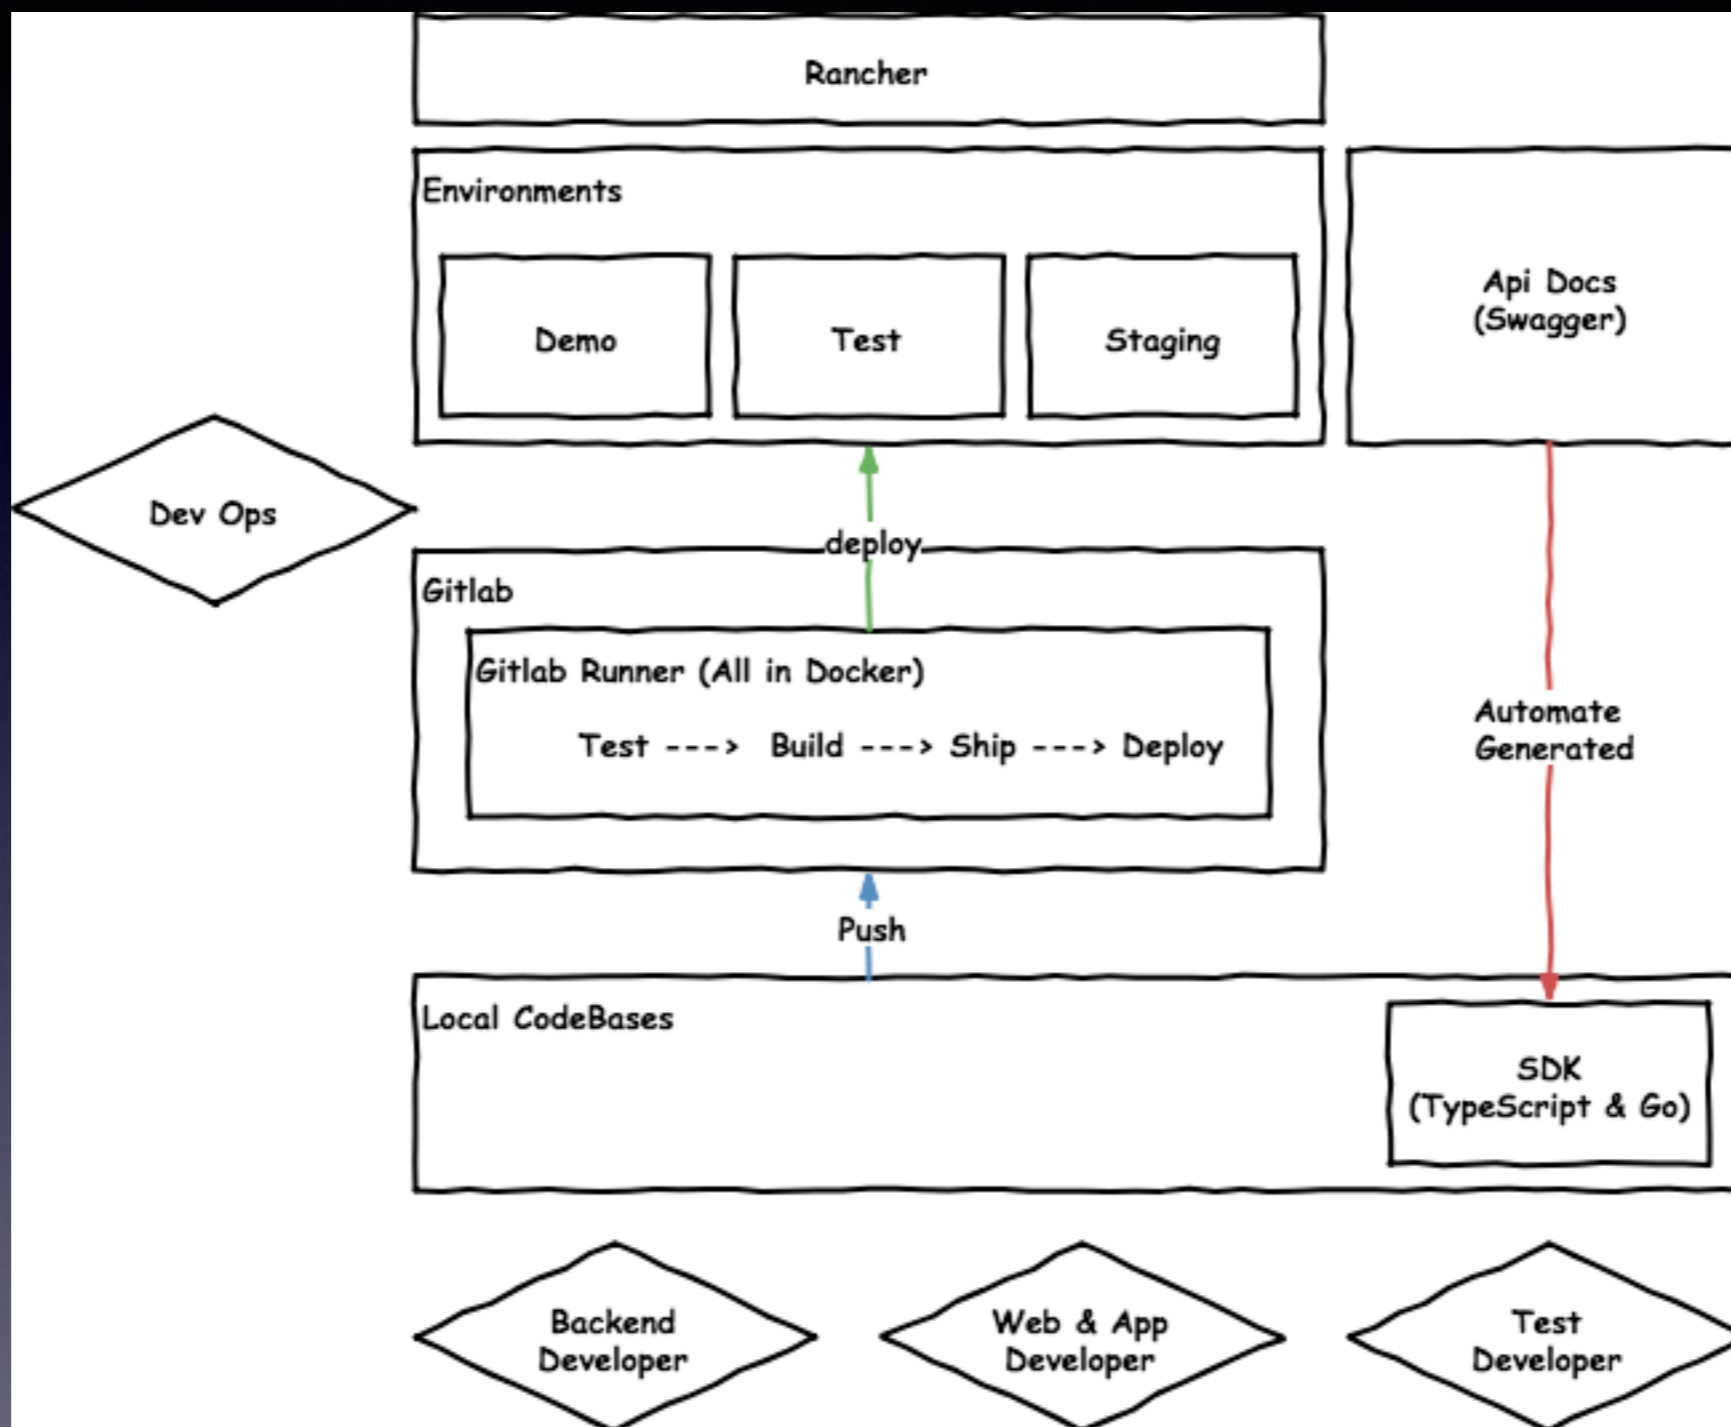 Rancher
Environments
Demo
Test
Staging
Api Docs
(Swagger)
Dev Ops
deploy
Gitlab
Gitlab Runner (All in Docker)
Test ---> Build ---> Ship ---> Deploy
Automate
Generated
Push
Local CodeBases
SDK
(TypeScript & Go)
Backend
Developer
Web & App
Developer
Test
Developer